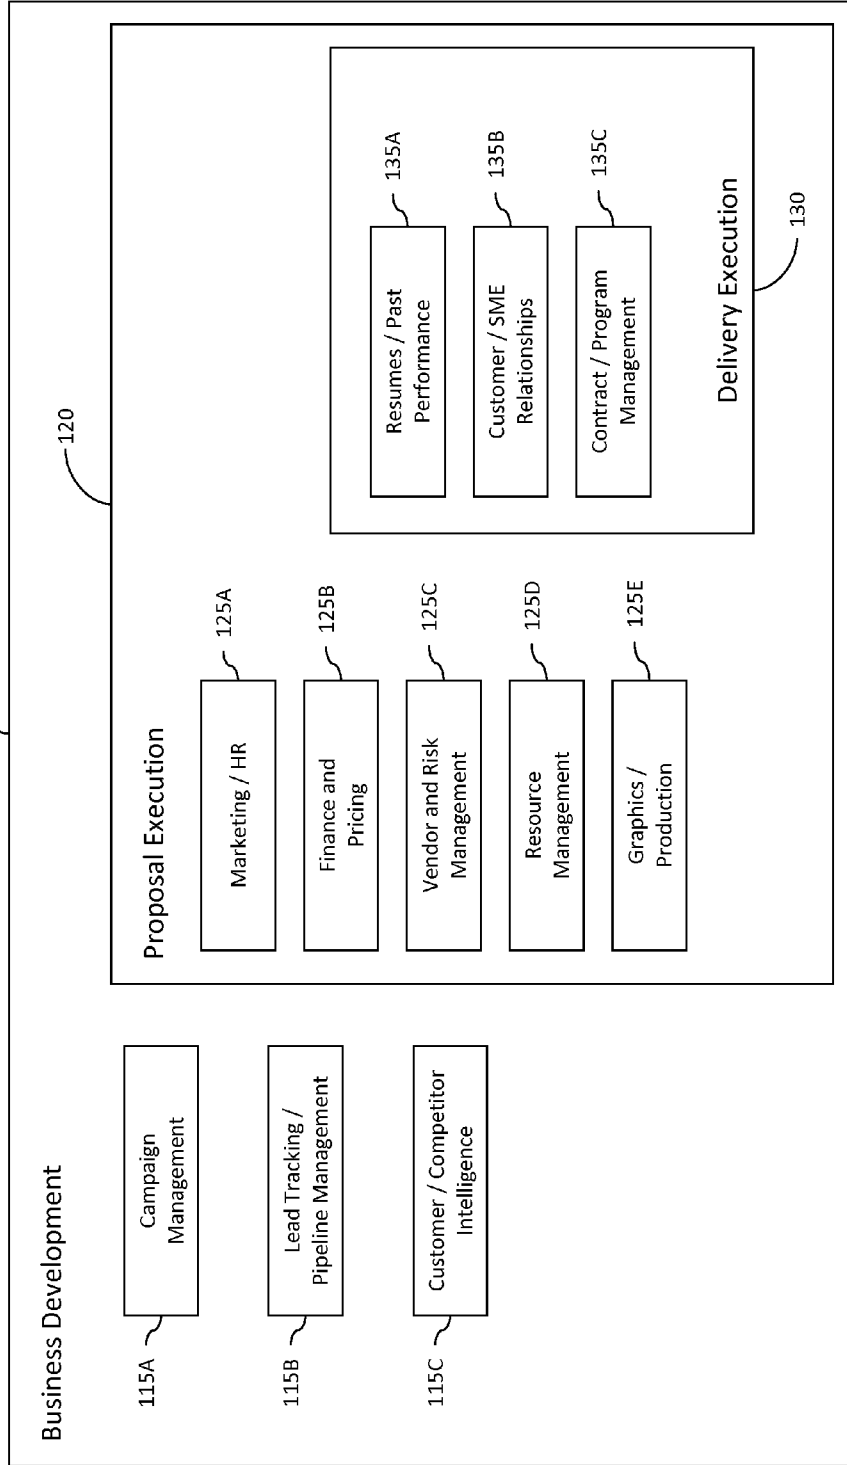 Business Development
115A
Campaign
Management
115B
Lead Tracking /
Pipeline Management
115C
Customer / Competitor
Intelligence
120
Proposal Execution
Marketing / HR
125A
Finance and
Pricing
125B
Vendor and Risk
Management
125C
Resource
Management
125D
Graphics /
Production
125E
Resumes / Past
Performance
135A
Customer / SME
Relationships
135B
Contract / Program
Management
135C
Delivery Execution
130